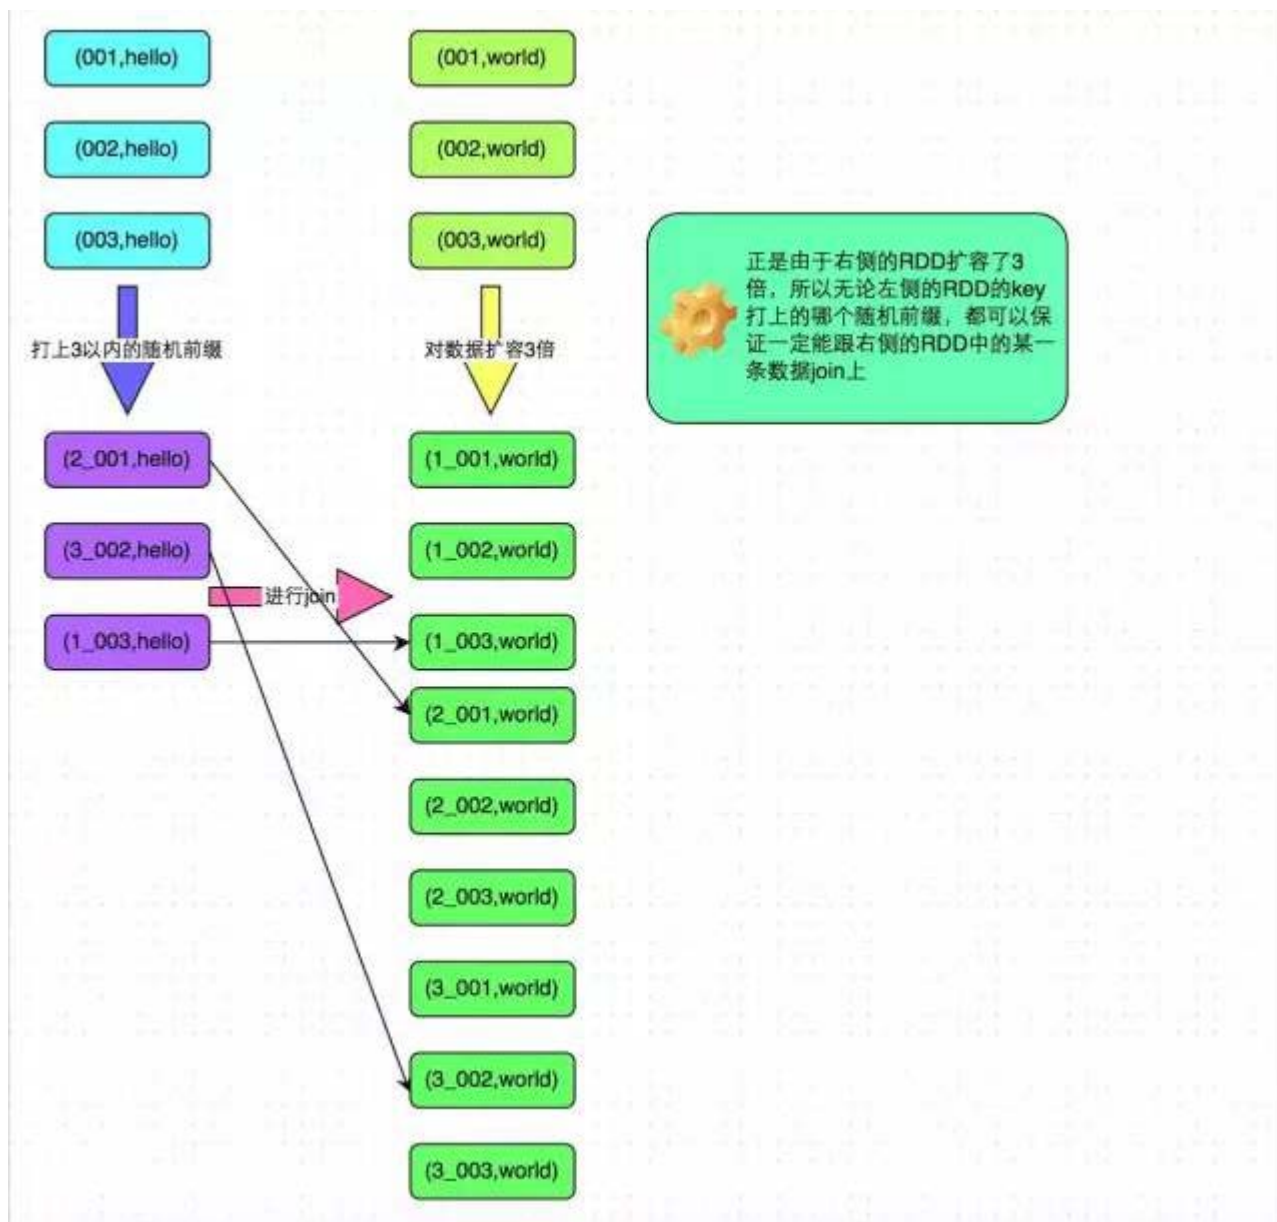 (001,hello)
(001,world)
(002,hello)
(002,world)
(003,hello)
(003,world)
正是由于右侧的RDD扩容了3
倍，所以无论左侧的RDD的key
打上的哪个随机前缀，都可以保
证一定能跟右侧的RDD中的某一
条数据join上
打上3以内的随机前缀
对数据扩容3倍
(2_001,hello)
(1_001,world)
(3_002,hello)
(1_002,world)
进行join
(1_003,hello)
(1_003,world)
(2_001,world)
(2_002,world)
(2_003,world)
(3_001,world)
(3_002,world)
(3_003,world)